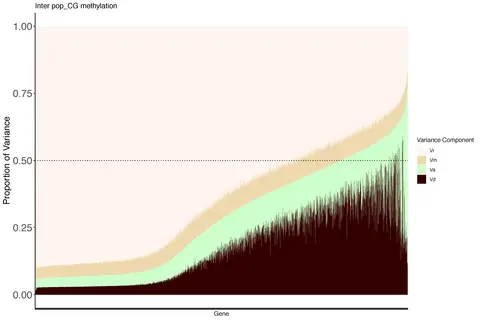 Inter pop_CG methylation
1.00
0.75
0.50
0.25
0.00
Proportion of Variance
Gene
Variance Component
Vr
Vm
Va
Vd